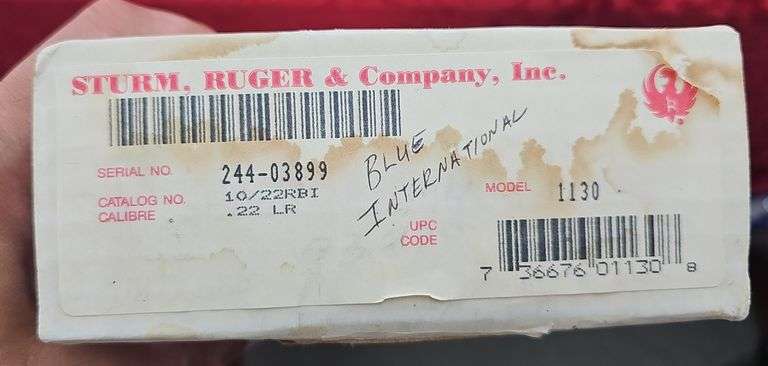 STURM, RUGER & Company, Inc.
SERIAL NO. 244-03899
CATALOG NO. 10/22RBI
CALIBRE .22 LR
BLUE
INTERNATIONAL
MODEL 1130
UPC
CODE
7 36676 01130 8